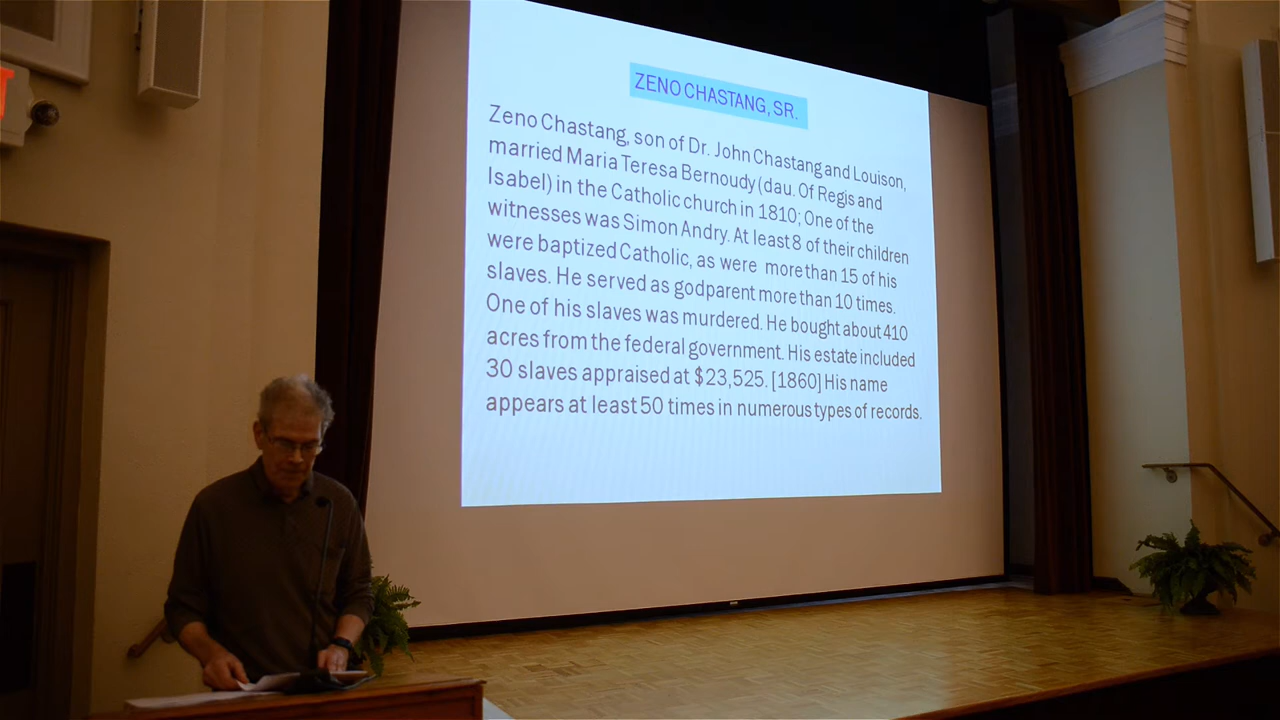 ZENO CHASTANG, SR.
Zeno Chastang, son of Dr. John Chastang and Louison,
married Maria Teresa Bernoudy (dau. Of Regis and
Isabel) in the Catholic church in 1810; One of the
witnesses was Simon Andry. At least 8 of their children
were baptized Catholic, as were more than 15 of his
slaves. He served as godparent more than 10 times.
One of his slaves was murdered. He bought about 410
acres from the federal government. His estate included
30 slaves appraised at $23,525. [1860] His name
appears at least 50 times in numerous types of records.